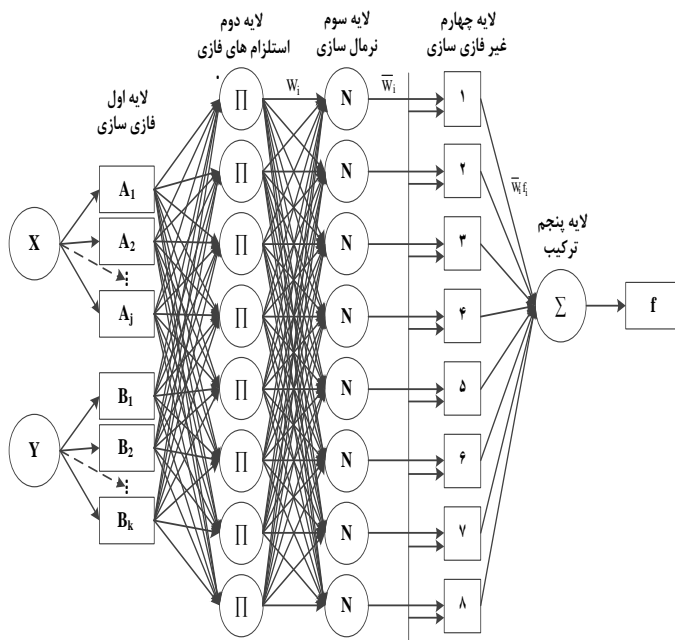 لایه اول
فازی سازی
لایه دوم
استلزام های فازی
لایه سوم
نرمال سازی
لایه چهارم
غیر فازی سازی
لایه پنجم
ترکیب
X
Y
A1
A2
Aj
B1
B2
Bk
∏
∏
∏
∏
∏
∏
∏
∏
Wi
N
N
N
N
N
N
N
N
W̅i
۱
۲
۳
۴
۵
۶
۷
۸
W̅ifi
∑
f